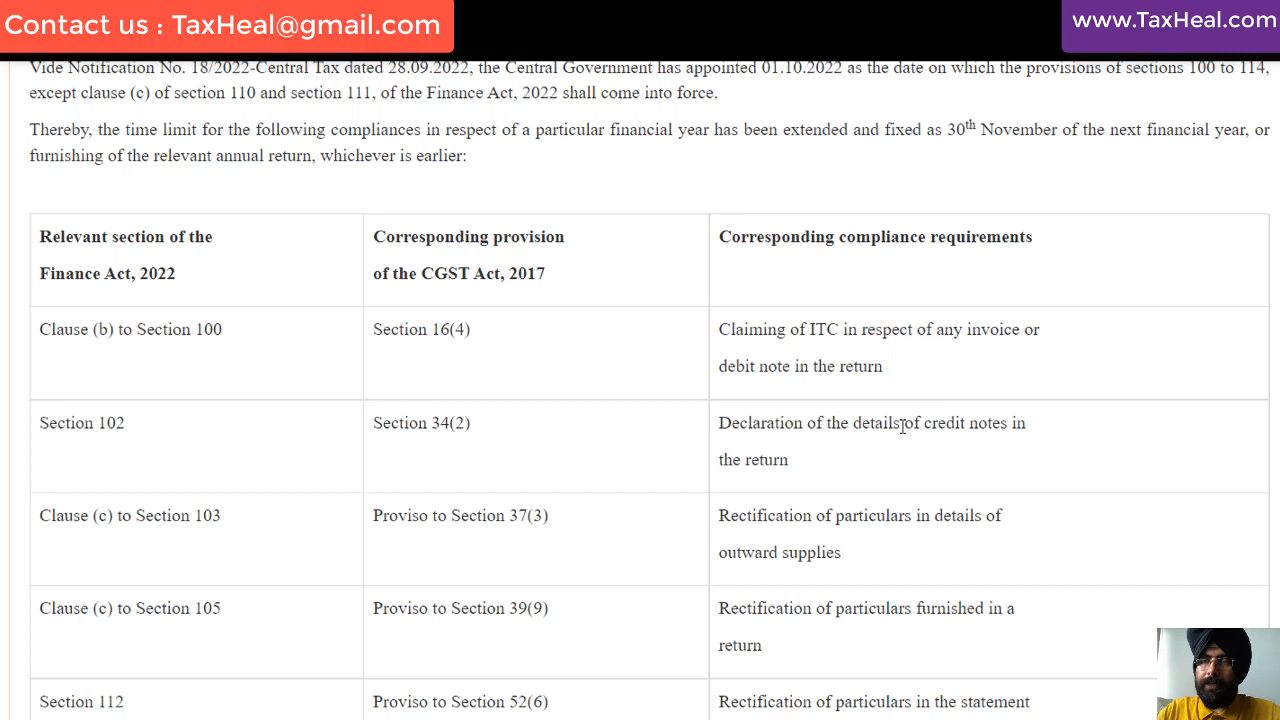 Contact us : TaxHeal@gmail.com
www.TaxHeal.com
Vide Notification No. 18/2022-Central Tax dated 28.09.2022, the Central Government has appointed 01.10.2022 as the date on which the provisions of sections 100 to 114,
except clause (c) of section 110 and section 111, of the Finance Act, 2022 shall come into force.
Thereby, the time limit for the following compliances in respect of a particular financial year has been extended and fixed as 30th November of the next financial year, or
furnishing of the relevant annual return, whichever is earlier:
Relevant section of the
Finance Act, 2022
Corresponding provision
of the CGST Act, 2017
Corresponding compliance requirements
Clause (b) to Section 100
Section 16(4)
Claiming of ITC in respect of any invoice or
debit note in the return
Section 102
Section 34(2)
Declaration of the details of credit notes in
the return
Clause (c) to Section 103
Proviso to Section 37(3)
Rectification of particulars in details of
outward supplies
Clause (c) to Section 105
Proviso to Section 39(9)
Rectification of particulars furnished in a
return
Section 112
Proviso to Section 52(6)
Rectification of particulars in the statement